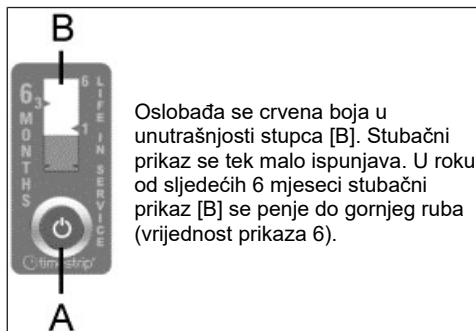 B
6
6
3
1
MONTHS
LIFE IN SERVICE
timestrip
A
Oslobađa se crvena boja u
unutrašnjosti stupca [B]. Stubačni
prikaz se tek malo ispunjava. U roku
od sljedećih 6 mjeseci stubačni
prikaz [B] se penje do gornjeg ruba
(vrijednost prikaza 6).